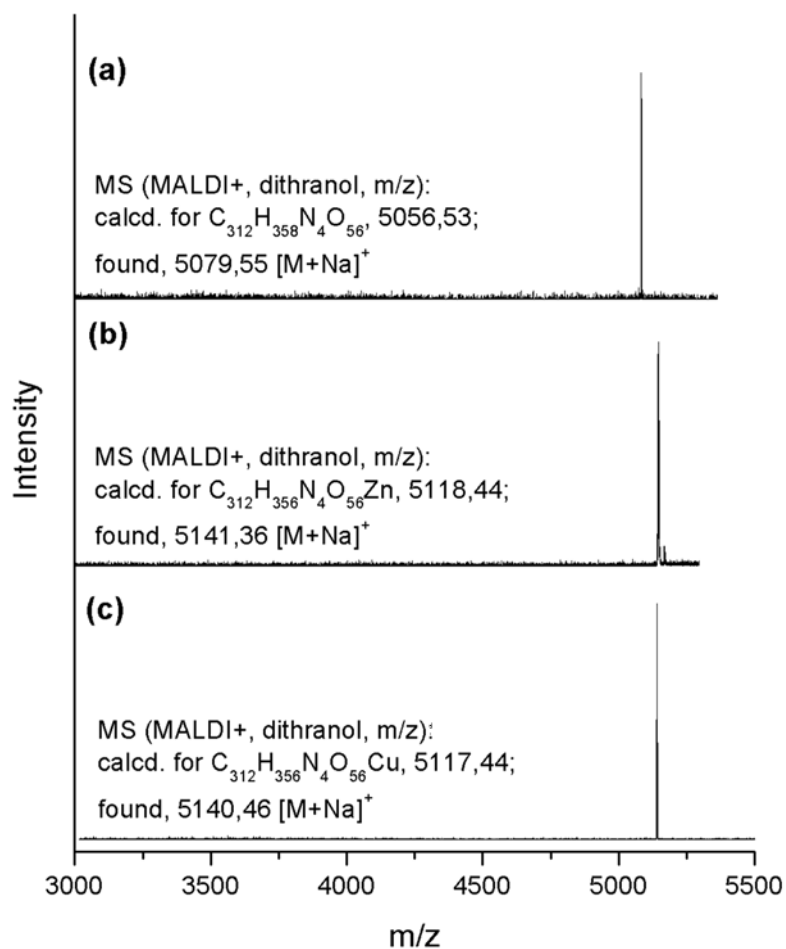 (a)
MS (MALDI+, dithranol, m/z):
calcd. for C₃₁₂H₃₅₈N₄O₅₆, 5056,53;
found, 5079,55 [M+Na]⁺
(b)
MS (MALDI+, dithranol, m/z):
calcd. for C₃₁₂H₃₅₆N₄O₅₆Zn, 5118,44;
found, 5141,36 [M+Na]⁺
(c)
MS (MALDI+, dithranol, m/z):
calcd. for C₃₁₂H₃₅₆N₄O₅₆Cu, 5117,44;
found, 5140,46 [M+Na]⁺
Intensity
3000 3500 4000 4500 5000 5500
m/z